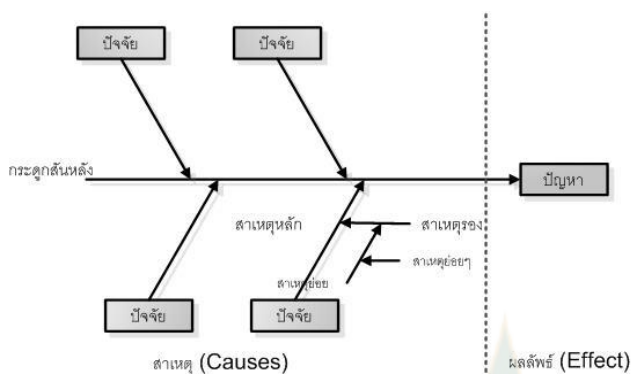 ปัจจัย
ปัจจัย
กระดูกสันหลัง
ปัญหา
สาเหตุหลัก
สาเหตุรอง
สาเหตุย่อย
สาเหตุย่อยๆ
ปัจจัย
ปัจจัย
สาเหตุ (Causes)
ผลลัพธ์ (Effect)